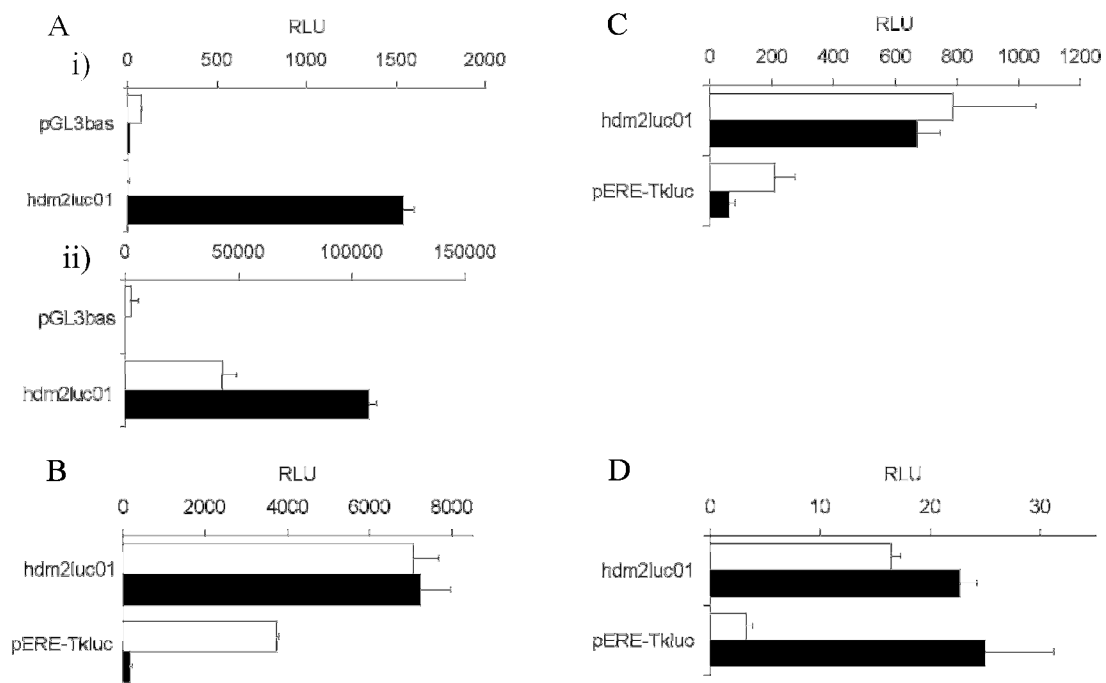 A
RLU
i)
0 500 1000 1500 2000
pGL3bas
hdm2luc01
ii)
0 50000 100000 150000
pGL3bas
hdm2luc01
B
RLU
0 2000 4000 6000 8000
hdm2luc01
pERE-Tkluc
C
RLU
0 200 400 600 800 1000 1200
hdm2luc01
pERE-Tkluc
D
RLU
0 10 20 30
hdm2luc01
pERE-Tkluc